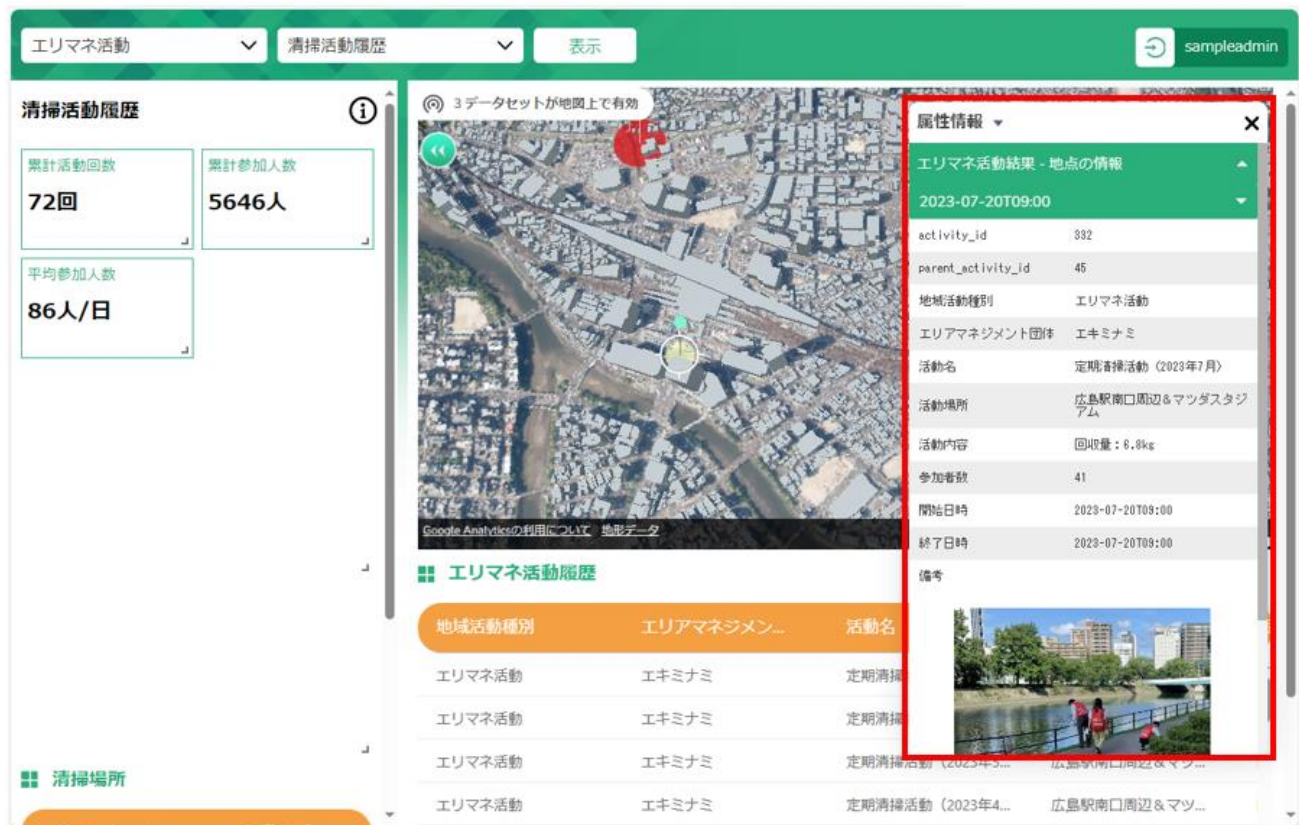 エリマネ活動
清掃活動履歴
表示
sampleadmin
清掃活動履歴
累計活動回数
72回
累計参加人数
5646人
平均参加人数
86人/日
清掃場所
3 データセットが地図上で有効
Google Analyticsの利用について 地形データ
属性情報
エリマネ活動結果 - 地点の情報
2023-07-20T09:00
activity_id 332
parent_activity_id 45
地域活動種別 エリマネ活動
エリアマネジメント団体 エキミナミ
活動名 定期清掃活動（2023年7月）
活動場所 広島駅南口周辺＆マツダスタジ
アム
活動内容 回収量：6.8kg
参加者数 41
開始日時 2023-07-20T09:00
終了日時 2023-07-20T09:00
備考
エリマネ活動履歴
地域活動種別 エリアマネジメン... 活動名
エリマネ活動 エキミナミ 定期清掃
エリマネ活動 エキミナミ 定期清掃
エリマネ活動 エキミナミ 定期清掃活動（2023年5... 広島駅南口周辺＆マツ...
エリマネ活動 エキミナミ 定期清掃活動（2023年4... 広島駅南口周辺＆マツ...